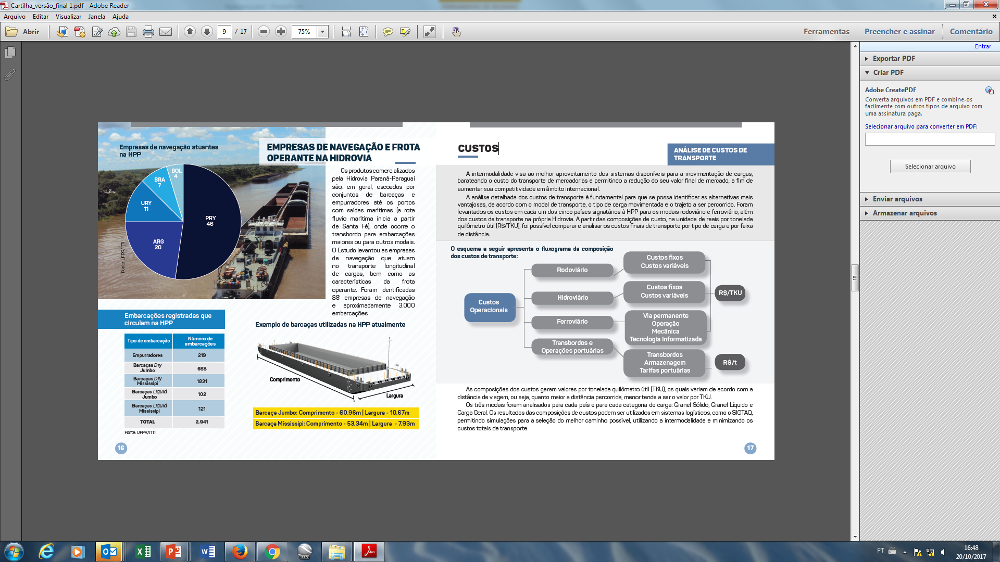 Cartilha_versão_final 1.pdf - Adobe Reader
Arquivo Editar Visualizar Janela Ajuda
Abrir
9 / 17
75%
Ferramentas
Preencher e assinar
Comentário
Entrar
Exportar PDF
Criar PDF
Adobe CreatePDF
Converta arquivos em PDF e combine-os
facilmente com outros tipos de arquivo com
uma assinatura paga.
Selecionar arquivo para converter em PDF:
Selecionar arquivo
Enviar arquivos
Armazenar arquivos
Empresas de navegação atuantes
na HPP
BOL
4
BRA
7
URY
11
PRY
46
ARG
20
Fonte: UFPR/ITTI
EMPRESAS DE NAVEGAÇÃO E FROTA
OPERANTE NA HIDROVIA
Os produtos comercializados
pela Hidrovia Paraná-Paraguai
são, em geral, escoados por
conjuntos de barcaças e
empurradores até os portos
com saídas marítimas (a rota
fluvio marítima inicia a partir
de Santa Fé), onde ocorre o
transbordo para embarcações
maiores ou para outros modais.
O Estudo levantou as empresas
de navegação que atuam
no transporte longitudinal
de cargas, bem como as
características da frota
operante. Foram identificadas
88 empresas de navegação
e aproximadamente 3.000
embarcações.
Embarcações registradas que
circulam na HPP
Tipo de embarcação
Número de
embarcações
Empurradores 219
Barcaças Dry
Jumbo
668
Barcaças Dry
Mississipi
1831
Barcaças Liquid
Jumbo
102
Barcaças Liquid
Mississipi
121
TOTAL 2.941
Fonte: UFPR/ITTI
Exemplo de barcaças utilizadas na HPP atualmente
Comprimento
Largura
Barcaça Jumbo: Comprimento - 60,96m | Largura - 10,67m
Barcaça Mississipi: Comprimento - 53,34m | Largura - 7,93m
16
CUSTOS
ANÁLISE DE CUSTOS DE
TRANSPORTE
A intermodalidade visa ao melhor aproveitamento dos sistemas disponíveis para a movimentação de cargas,
barateando o custo do transporte de mercadorias e permitindo a redução do seu valor final de mercado, a fim de
aumentar sua competitividade em âmbito internacional.
A análise detalhada dos custos de transporte é fundamental para que se possa identificar as alternativas mais
vantajosas, de acordo com o modal de transporte, o tipo de carga movimentada e o trajeto a ser percorrido. Foram
levantados os custos em cada um dos cinco países signatários à HPP para os modais rodoviário e ferroviário, além
dos custos de transporte na própria Hidrovia. A partir das composições de custo, na unidade de reais por tonelada
quilômetro útil (R$/TKU), foi possível comparar e analisar os custos finais de transporte por tipo de carga e por faixa
de distância.
O esquema a seguir apresenta o fluxograma da composição
dos custos de transporte:
Custos
Operacionais
Rodoviário
Hidroviário
Ferroviário
Transbordos e
Operações portuárias
Custos fixos
Custos variáveis
Custos fixos
Custos variáveis
Via permanente
Operação
Mecânica
Tecnologia Informatizada
Transbordos
Armazenagem
Tarifas portuárias
R$/TKU
R$/t
As composições dos custos geram valores por tonelada quilômetro útil (TKU), os quais variam de acordo com a
distância de viagem, ou seja, quanto maior a distância percorrida, menor tende a ser o valor por TKU.
Os três modais foram analisados para cada país e para cada categoria de carga: Granel Sólido, Granel Líquido e
Carga Geral. Os resultados das composições de custos podem ser utilizados em sistemas logísticos, como o SIGTAQ,
permitindo simulações para a seleção do melhor caminho possível, utilizando a intermodalidade e minimizando os
custos totais de transporte.
17
PT
16:48
20/10/2017